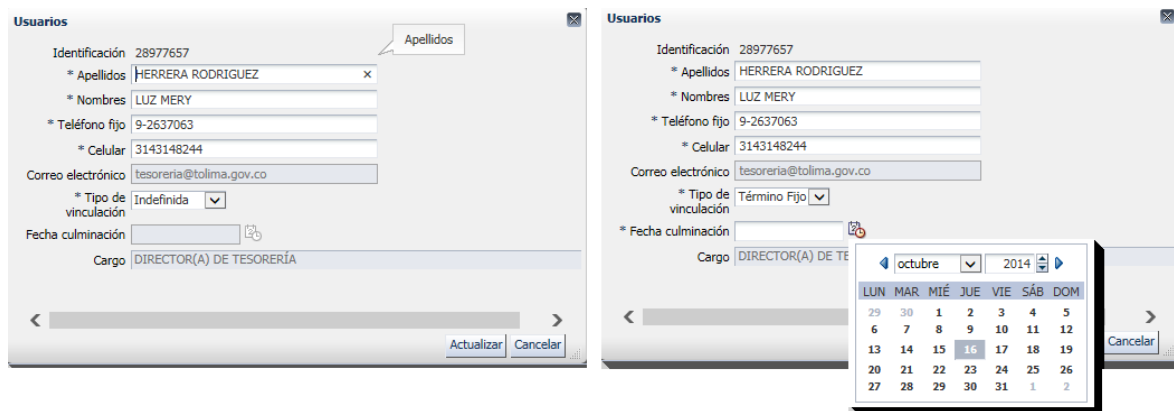 Usuarios
Apellidos
Identificación 28977657
* Apellidos HERRERA RODRIGUEZ ×
* Nombres LUZ MERY
* Teléfono fijo 9-2637063
* Celular 3143148244
Correo electrónico tesoreria@tolima.gov.co
* Tipo de vinculación Indefinida
Fecha culminación
Cargo DIRECTOR(A) DE TESORERÍA
Actualizar Cancelar
Usuarios
Identificación 28977657
* Apellidos HERRERA RODRIGUEZ
* Nombres LUZ MERY
* Teléfono fijo 9-2637063
* Celular 3143148244
Correo electrónico tesoreria@tolima.gov.co
* Tipo de vinculación Término Fijo
* Fecha culminación
Cargo DIRECTOR(A) DE TE
octubre 2014
LUN MAR MIÉ JUE VIE SÁB DOM
29 30 1 2 3 4 5
6 7 8 9 10 11 12
13 14 15 16 17 18 19
20 21 22 23 24 25 26
27 28 29 30 31 1 2
Cancelar